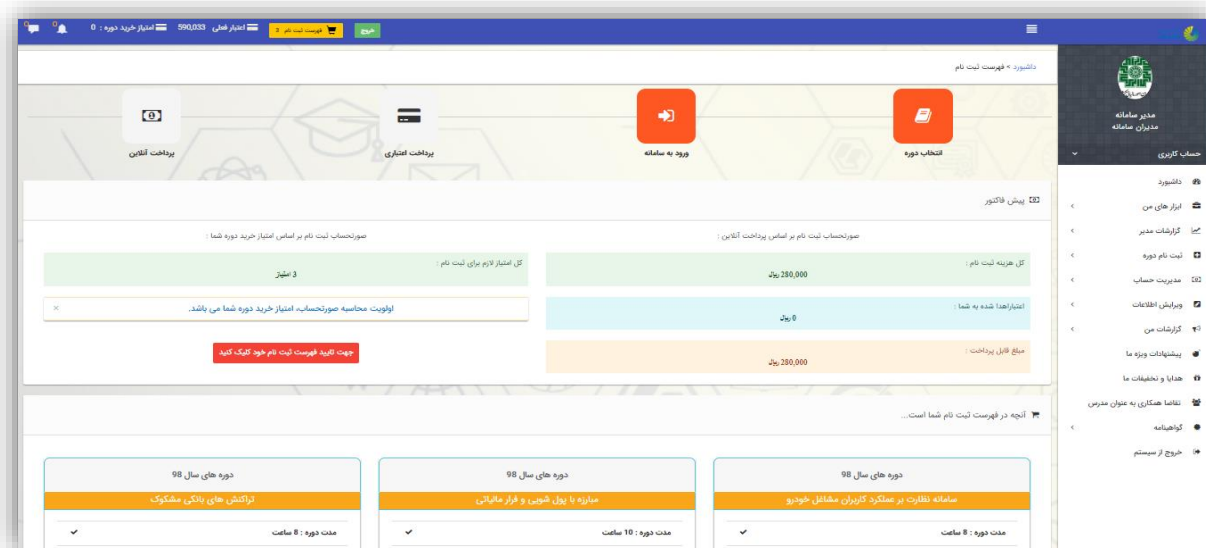 خروج
فهرست ثبت نام 3
اعتبار فعلی 590,033
امتیاز خرید دوره : 0
مدیر سامانه
مدیران سامانه
حساب کاربری
داشبورد
ابزار های من
گزارشات مدیر
ثبت نام دوره
مدیریت حساب
ویرایش اطلاعات
گزارشات من
پیشنهادات ویژه ما
هدایا و تخفیفات ما
تقاضا همکاری به عنوان مدرس
گواهینامه
خروج از سیستم
داشبورد > فهرست ثبت نام
انتخاب دوره
ورود به سامانه
پرداخت اعتباری
پرداخت آنلاین
پیش فاکتور
صورتحساب ثبت نام بر اساس پرداخت آنلاین :
کل هزینه ثبت نام :
280,000 ریال
اعتباراهدا شده به شما :
0 ریال
مبلغ قابل پرداخت :
280,000 ریال
صورتحساب ثبت نام بر اساس امتیاز خرید دوره شما :
کل امتیاز لازم برای ثبت نام :
3 امتیاز
اولویت محاسبه صورتحساب، امتیاز خرید دوره شما می باشد.
×
جهت تایید فهرست ثبت نام خود کلیک کنید
آنچه در فهرست ثبت نام شما است...
دوره های سال 98
سامانه نظارت بر عملکرد کاربران مشاغل خودرو
مدت دوره : 8 ساعت
دوره های سال 98
مبارزه با پول شویی و فرار مالیاتی
مدت دوره : 10 ساعت
دوره های سال 98
تراکنش های بانکی مشکوک
مدت دوره : 8 ساعت